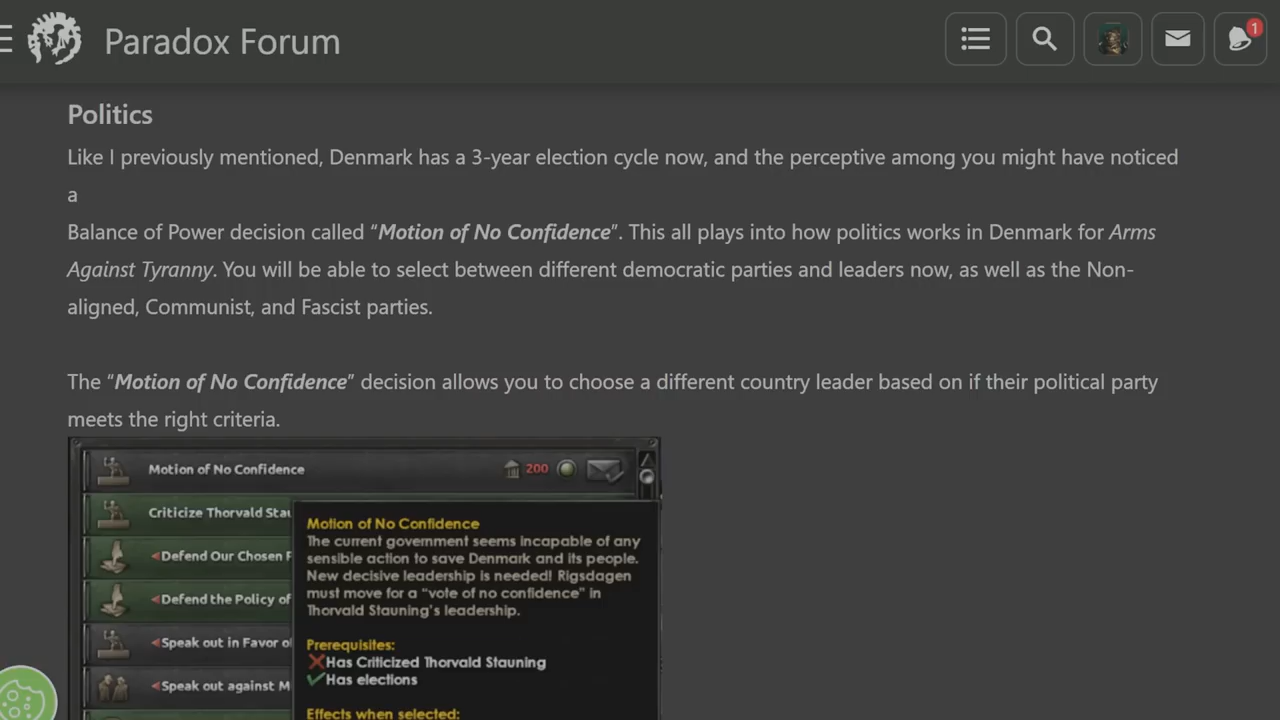 Paradox Forum
1
Politics
Like I previously mentioned, Denmark has a 3-year election cycle now, and the perceptive among you might have noticed
a
Balance of Power decision called “Motion of No Confidence”. This all plays into how politics works in Denmark for Arms
Against Tyranny. You will be able to select between different democratic parties and leaders now, as well as the Non-
aligned, Communist, and Fascist parties.
The “Motion of No Confidence” decision allows you to choose a different country leader based on if their political party
meets the right criteria.
Motion of No Confidence 200
Criticize Thorvald Stau
Defend Our Chosen P
Defend the Policy of
Speak out in Favor of
Speak out against M
Motion of No Confidence
The current government seems incapable of any
sensible action to save Denmark and its people.
New decisive leadership is needed! Rigsdagen
must move for a “vote of no confidence” in
Thorvald Stauning's leadership.
Prerequisites:
Has Criticized Thorvald Stauning
Has elections
Effects when selected: